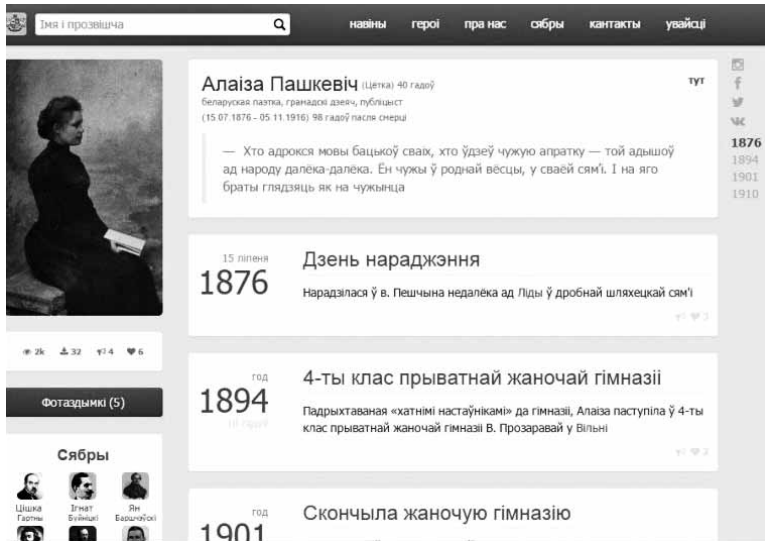 Імя і прозвішча
навіны героі пра нас сябры кантакты увайсці
Алаіза Пашкевіч (Цетка) 40 гадоў
тут
беларуская паэтка, грамадскі дзеяч, публіцыст
(15 07 1876 - 05 11.1916) 98 гадоў пасля смерці
— Хто адрокся мовы бацькоў сваіх, хто ўдзеў чужую апратку — той адышоў
ад народу далёка-далёка. Ён чужы ў роднай вёсцы, у сваёй сям'і. І на яго
браты глядзяць як на чужынца
1876
1894
1901
1910
15 ліпеня
1876
Дзень нараджэння
Нарадзілася ў в. Пешчына недалёка ад Ліды ў дробнай шляхецкай сям'і
3
2k 32 4 6
Фотаздымкі (5)
год
1894
4-ты клас прыватнай жаночай гімназіі
Падрыхтаваная «хатнімі настаўнікамі» да гімназіі, Алаіза паступіла ў 4-ты
клас прыватнай жаночай гімназіі В. Прозаравай у Вільні
Сябры
Цішка
Гартны
Ігнат
Буйніцкі
Ян
Баршчэўскі
год
1901
Скончыла жаночую гімназію